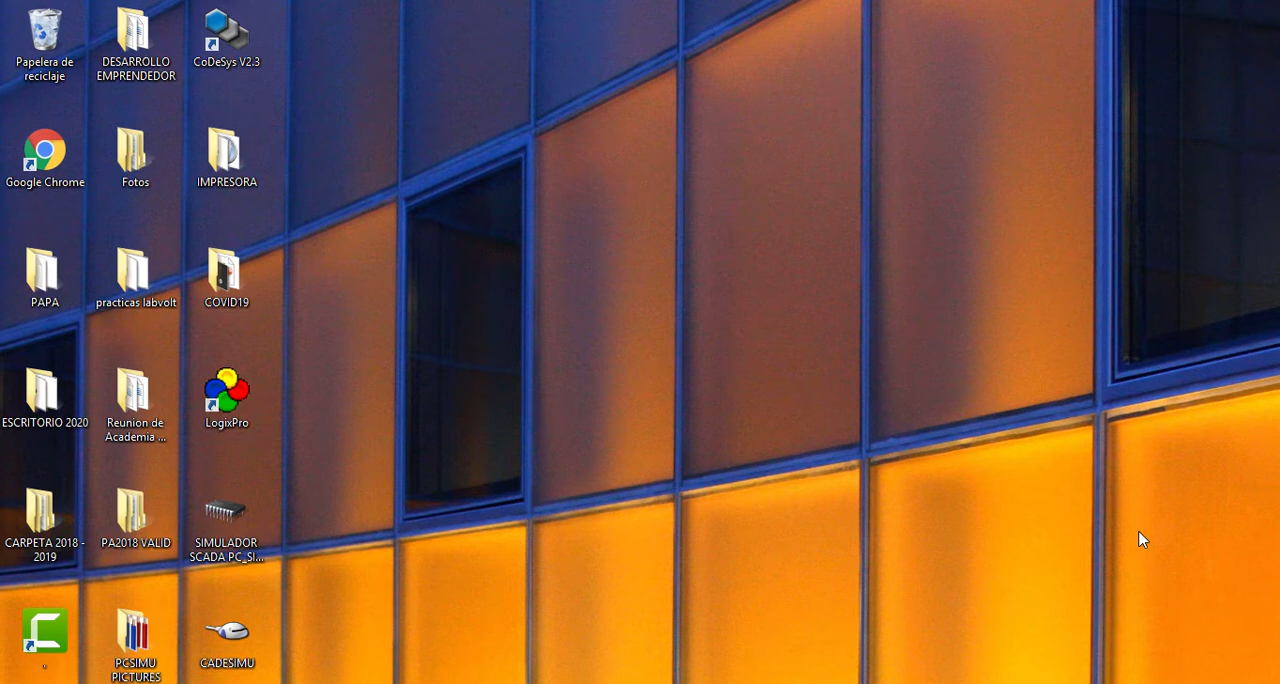 Papelera de
reciclaje
DESARROLLO
EMPRENDEDOR
CoDeSys V2.3
Google Chrome
Fotos
IMPRESORA
PAPA
practicas labvolt
COVID19
ESCRITORIO 2020
Reunion de
Academia ...
LogixPro
CARPETA 2018 -
2019
PA2018 VALID
SIMULADOR
SCADA PC_SI...
.
PCSIMU
PICTURES
CADESIMU